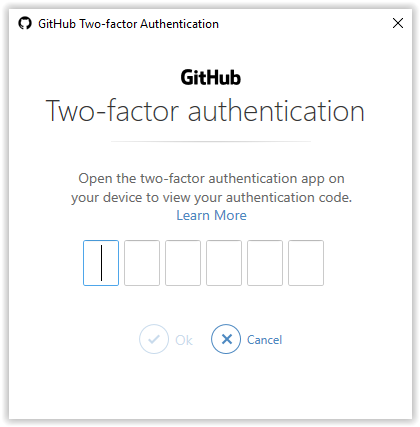 GitHub Two-factor Authentication
GitHub
Two-factor authentication
Open the two-factor authentication app on
your device to view your authentication code.
Learn More
Ok
Cancel